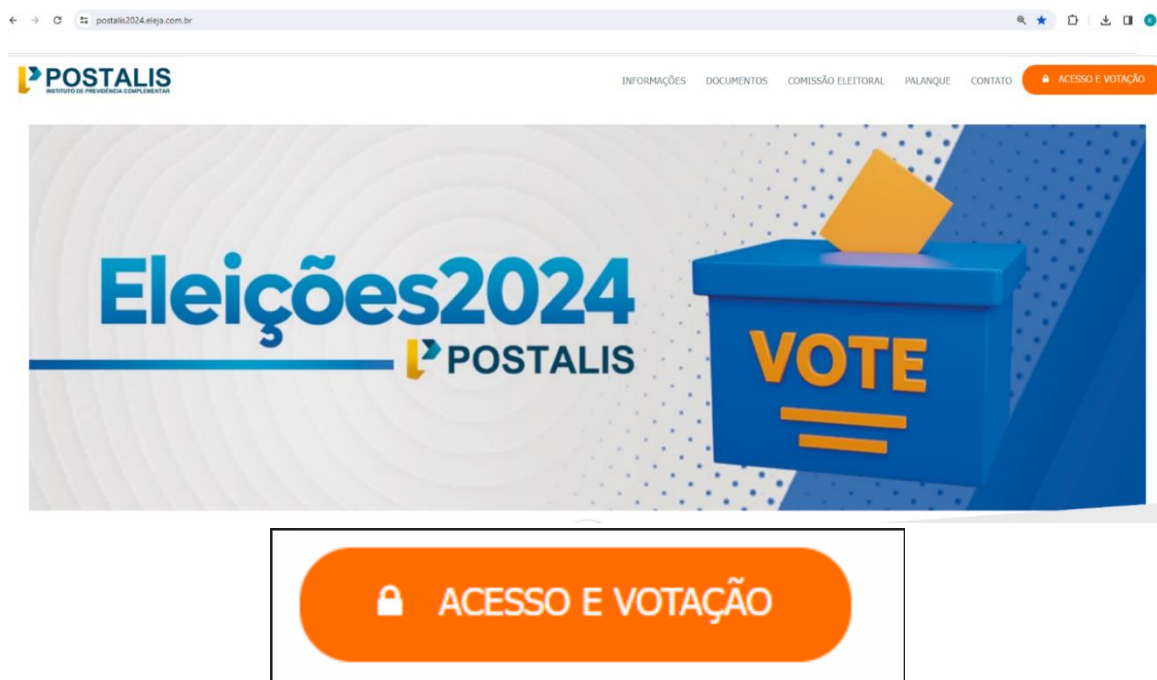 postalis2024.eleja.com.br
K
POSTALIS
INSTITUTO DE PREVIDÊNCIA COMPLEMENTAR
INFORMAÇÕES DOCUMENTOS COMISSÃO ELEITORAL PALANQUE CONTATO ACESSO E VOTAÇÃO
Eleições2024
POSTALIS
VOTE
ACESSO E VOTAÇÃO